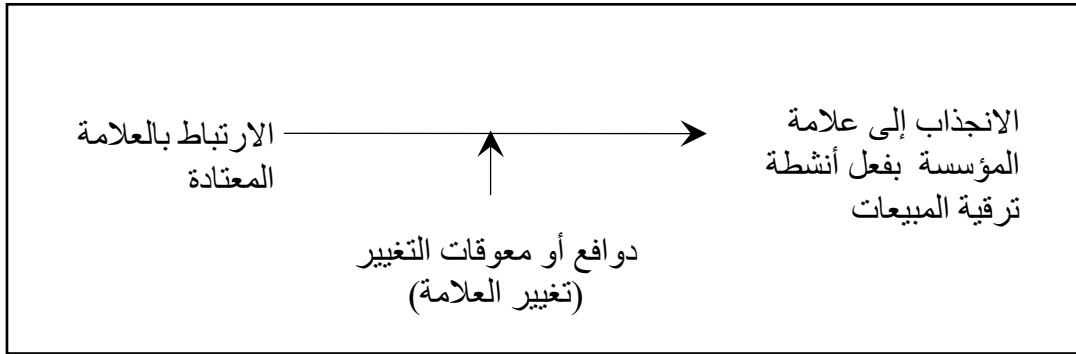 الانجذاب إلى علامة
المؤسسة بفعل أنشطة
ترقية المبيعات
الارتباط بالعلامة
المعتادة
دوافع أو معوقات التغيير
(تغيير العلامة)